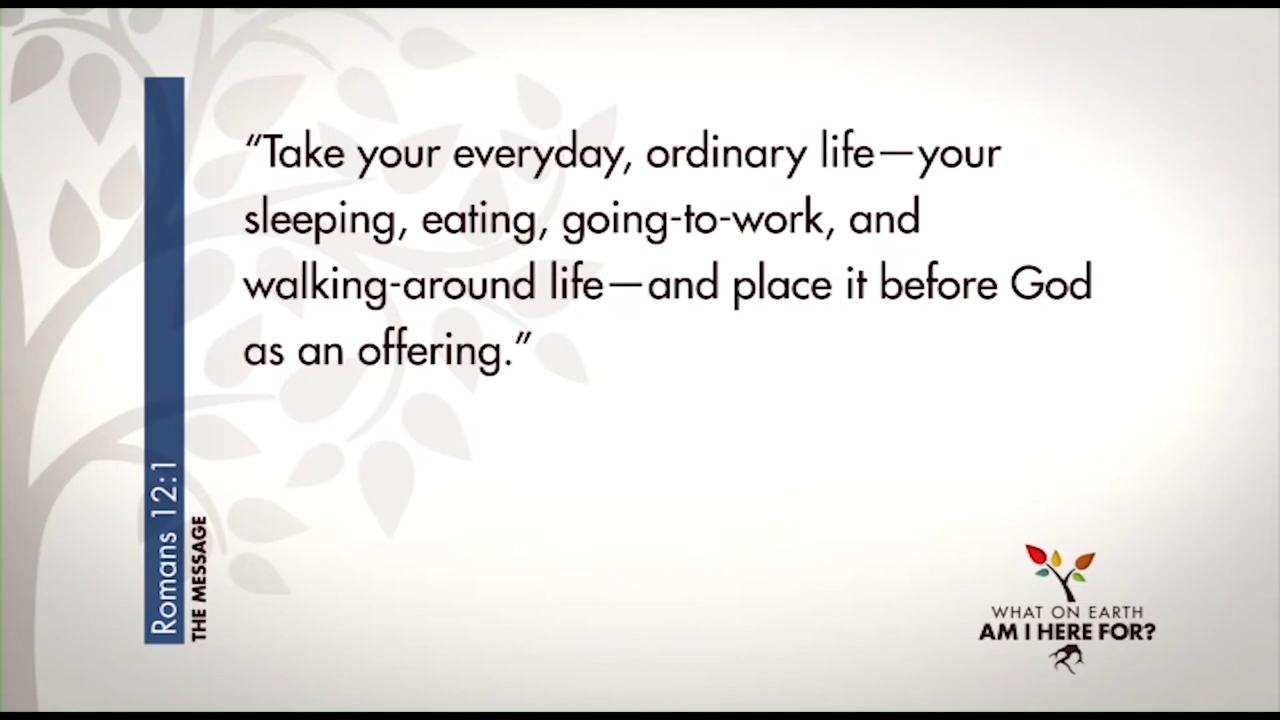 “Take your everyday, ordinary life—your
sleeping, eating, going-to-work, and
walking-around life—and place it before God
as an offering.”
Romans 12:1
THE MESSAGE
WHAT ON EARTH
AM I HERE FOR?